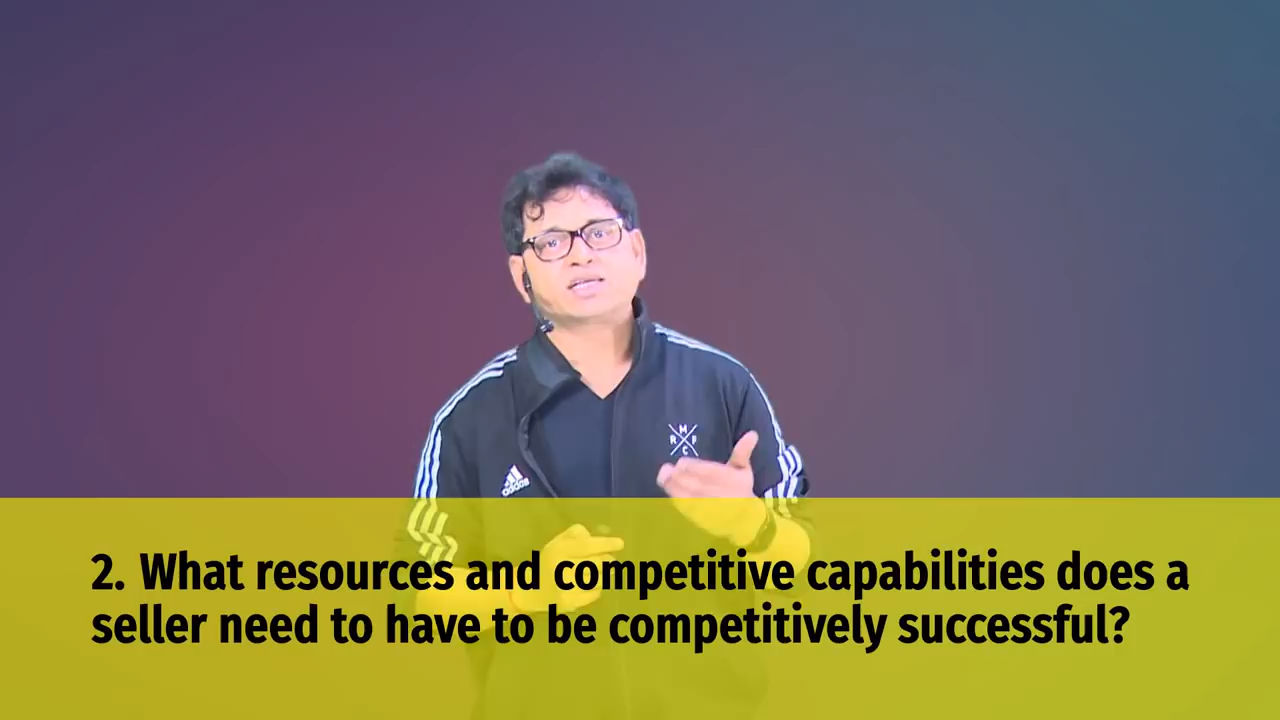 M
R F
C
adidas
2. What resources and competitive capabilities does a
seller need to have to be competitively successful?